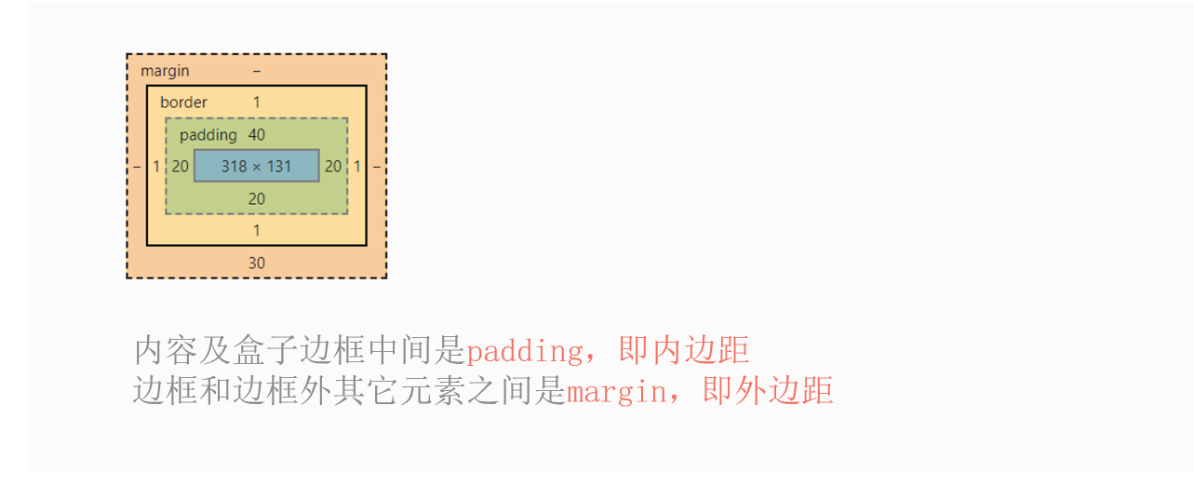 margin –
border 1
padding 40
– 1 20 318 × 131 20 1 –
20
1
30
内容及盒子边框中间是padding，即内边距
边框和边框外其它元素之间是margin，即外边距